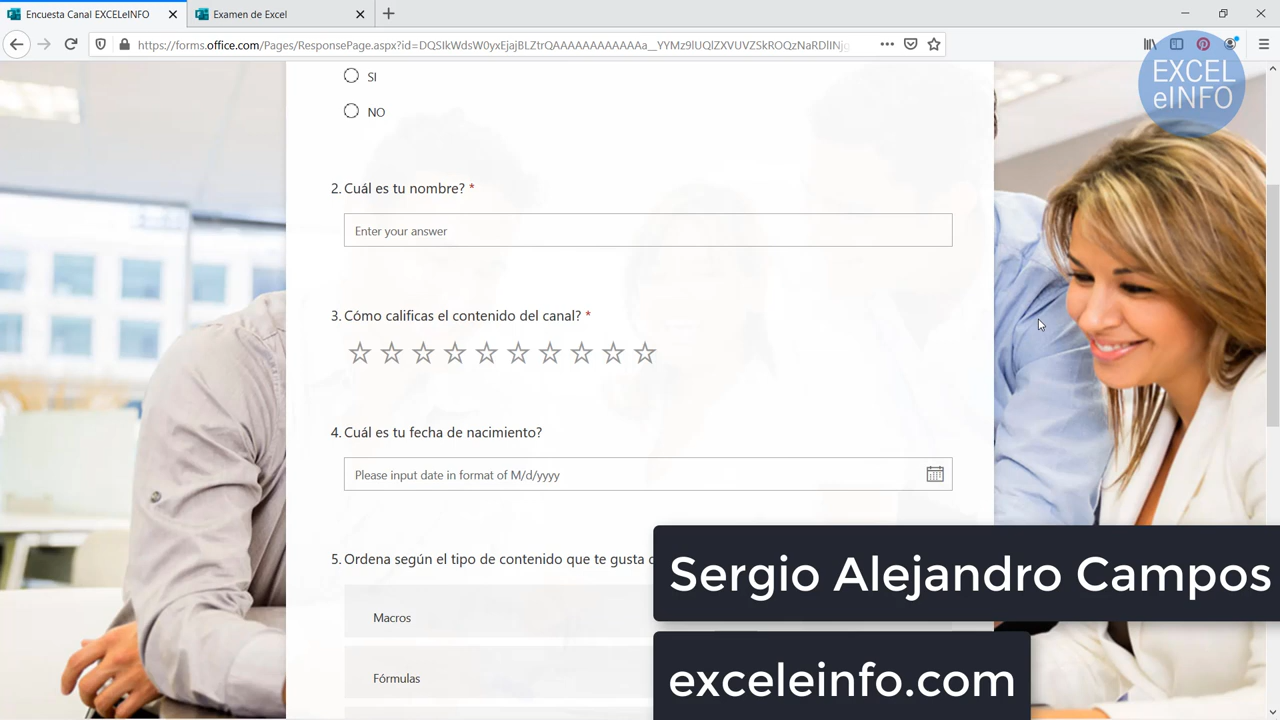 Encuesta Canal EXCELeINFO
Examen de Excel
https://forms.office.com/Pages/ResponsePage.aspx?id=DQSIkWdsW0yxEjajBLZtrQAAAAAAAAAAAAa__YYMz9lUQlZXVUVZSkROQzNaRDlINjg
EXCEL
eINFO
SI
NO
2. Cuál es tu nombre? *
Enter your answer
3. Cómo calificas el contenido del canal? *
4. Cuál es tu fecha de nacimiento?
Please input date in format of M/d/yyyy
5. Ordena según el tipo de contenido que te gusta
Macros
Fórmulas
Sergio Alejandro Campos
exceleinfo.com